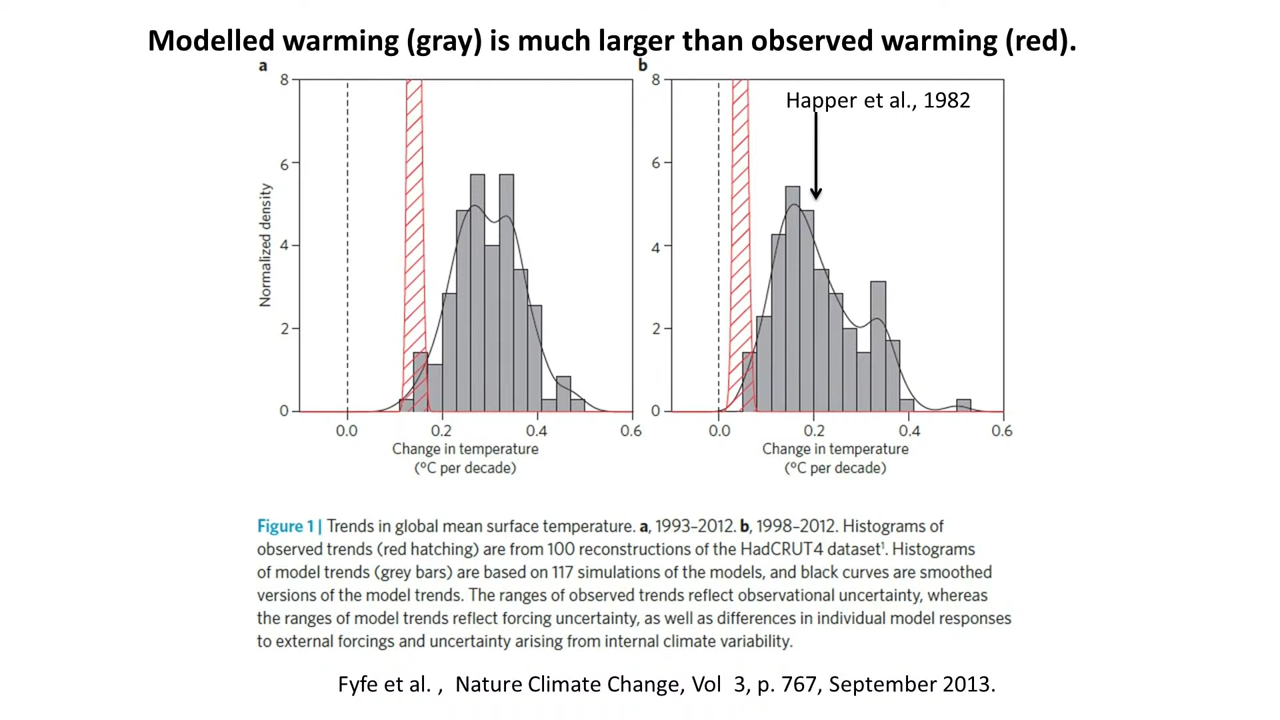 Modelled warming (gray) is much larger than observed warming (red).
a
b
8
6
4
2
0
Normalized density
0.0
0.2
0.4
0.6
Change in temperature
(°C per decade)
8
6
4
2
0
Happer et al., 1982
0.0
0.2
0.4
0.6
Change in temperature
(°C per decade)
Figure 1 | Trends in global mean surface temperature. a, 1993–2012. b, 1998–2012. Histograms of
observed trends (red hatching) are from 100 reconstructions of the HadCRUT4 dataset¹. Histograms
of model trends (grey bars) are based on 117 simulations of the models, and black curves are smoothed
versions of the model trends. The ranges of observed trends reflect observational uncertainty, whereas
the ranges of model trends reflect forcing uncertainty, as well as differences in individual model responses
to external forcings and uncertainty arising from internal climate variability.
Fyfe et al. , Nature Climate Change, Vol 3, p. 767, September 2013.